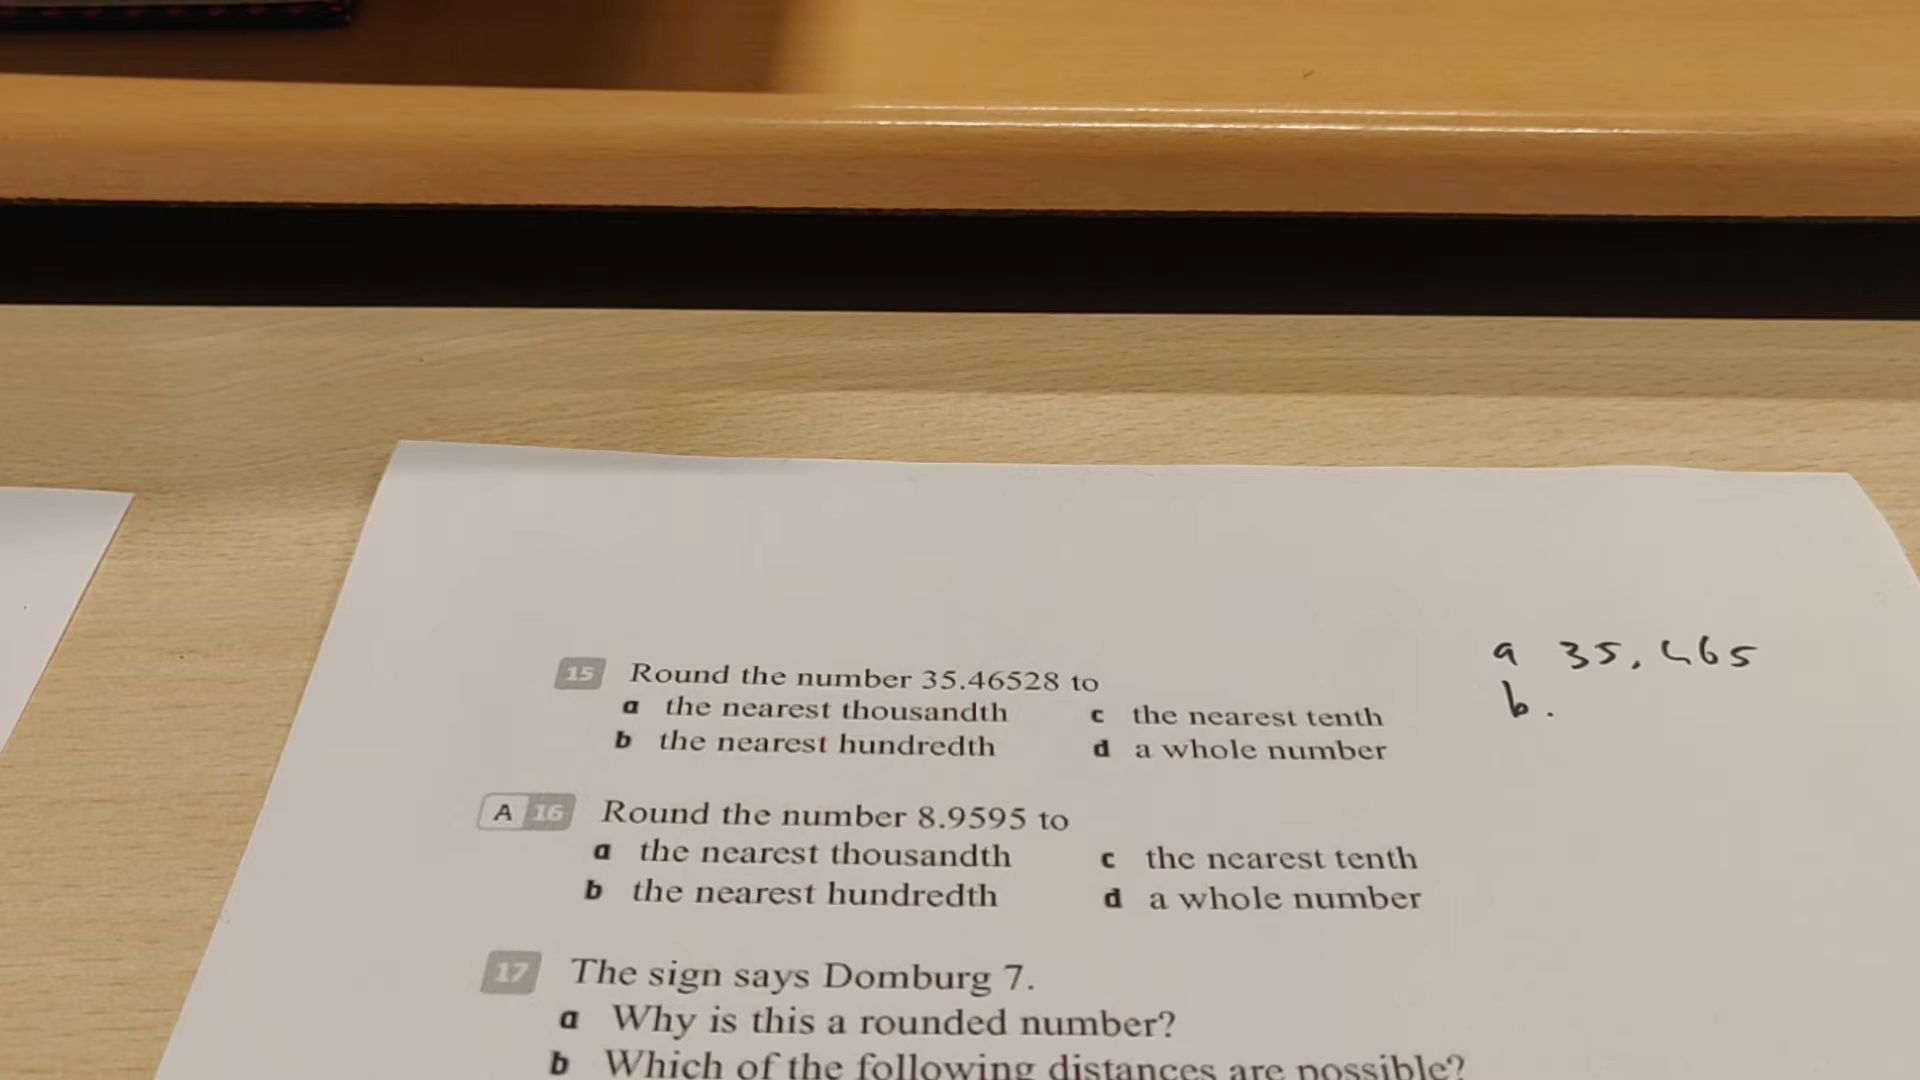 15 Round the number 35.46528 to
a the nearest thousandth c the nearest tenth
b the nearest hundredth d a whole number
a 35.465
b.
A 16 Round the number 8.9595 to
a the nearest thousandth c the nearest tenth
b the nearest hundredth d a whole number
17 The sign says Domburg 7.
a Why is this a rounded number?
b Which of the following distances are possible?